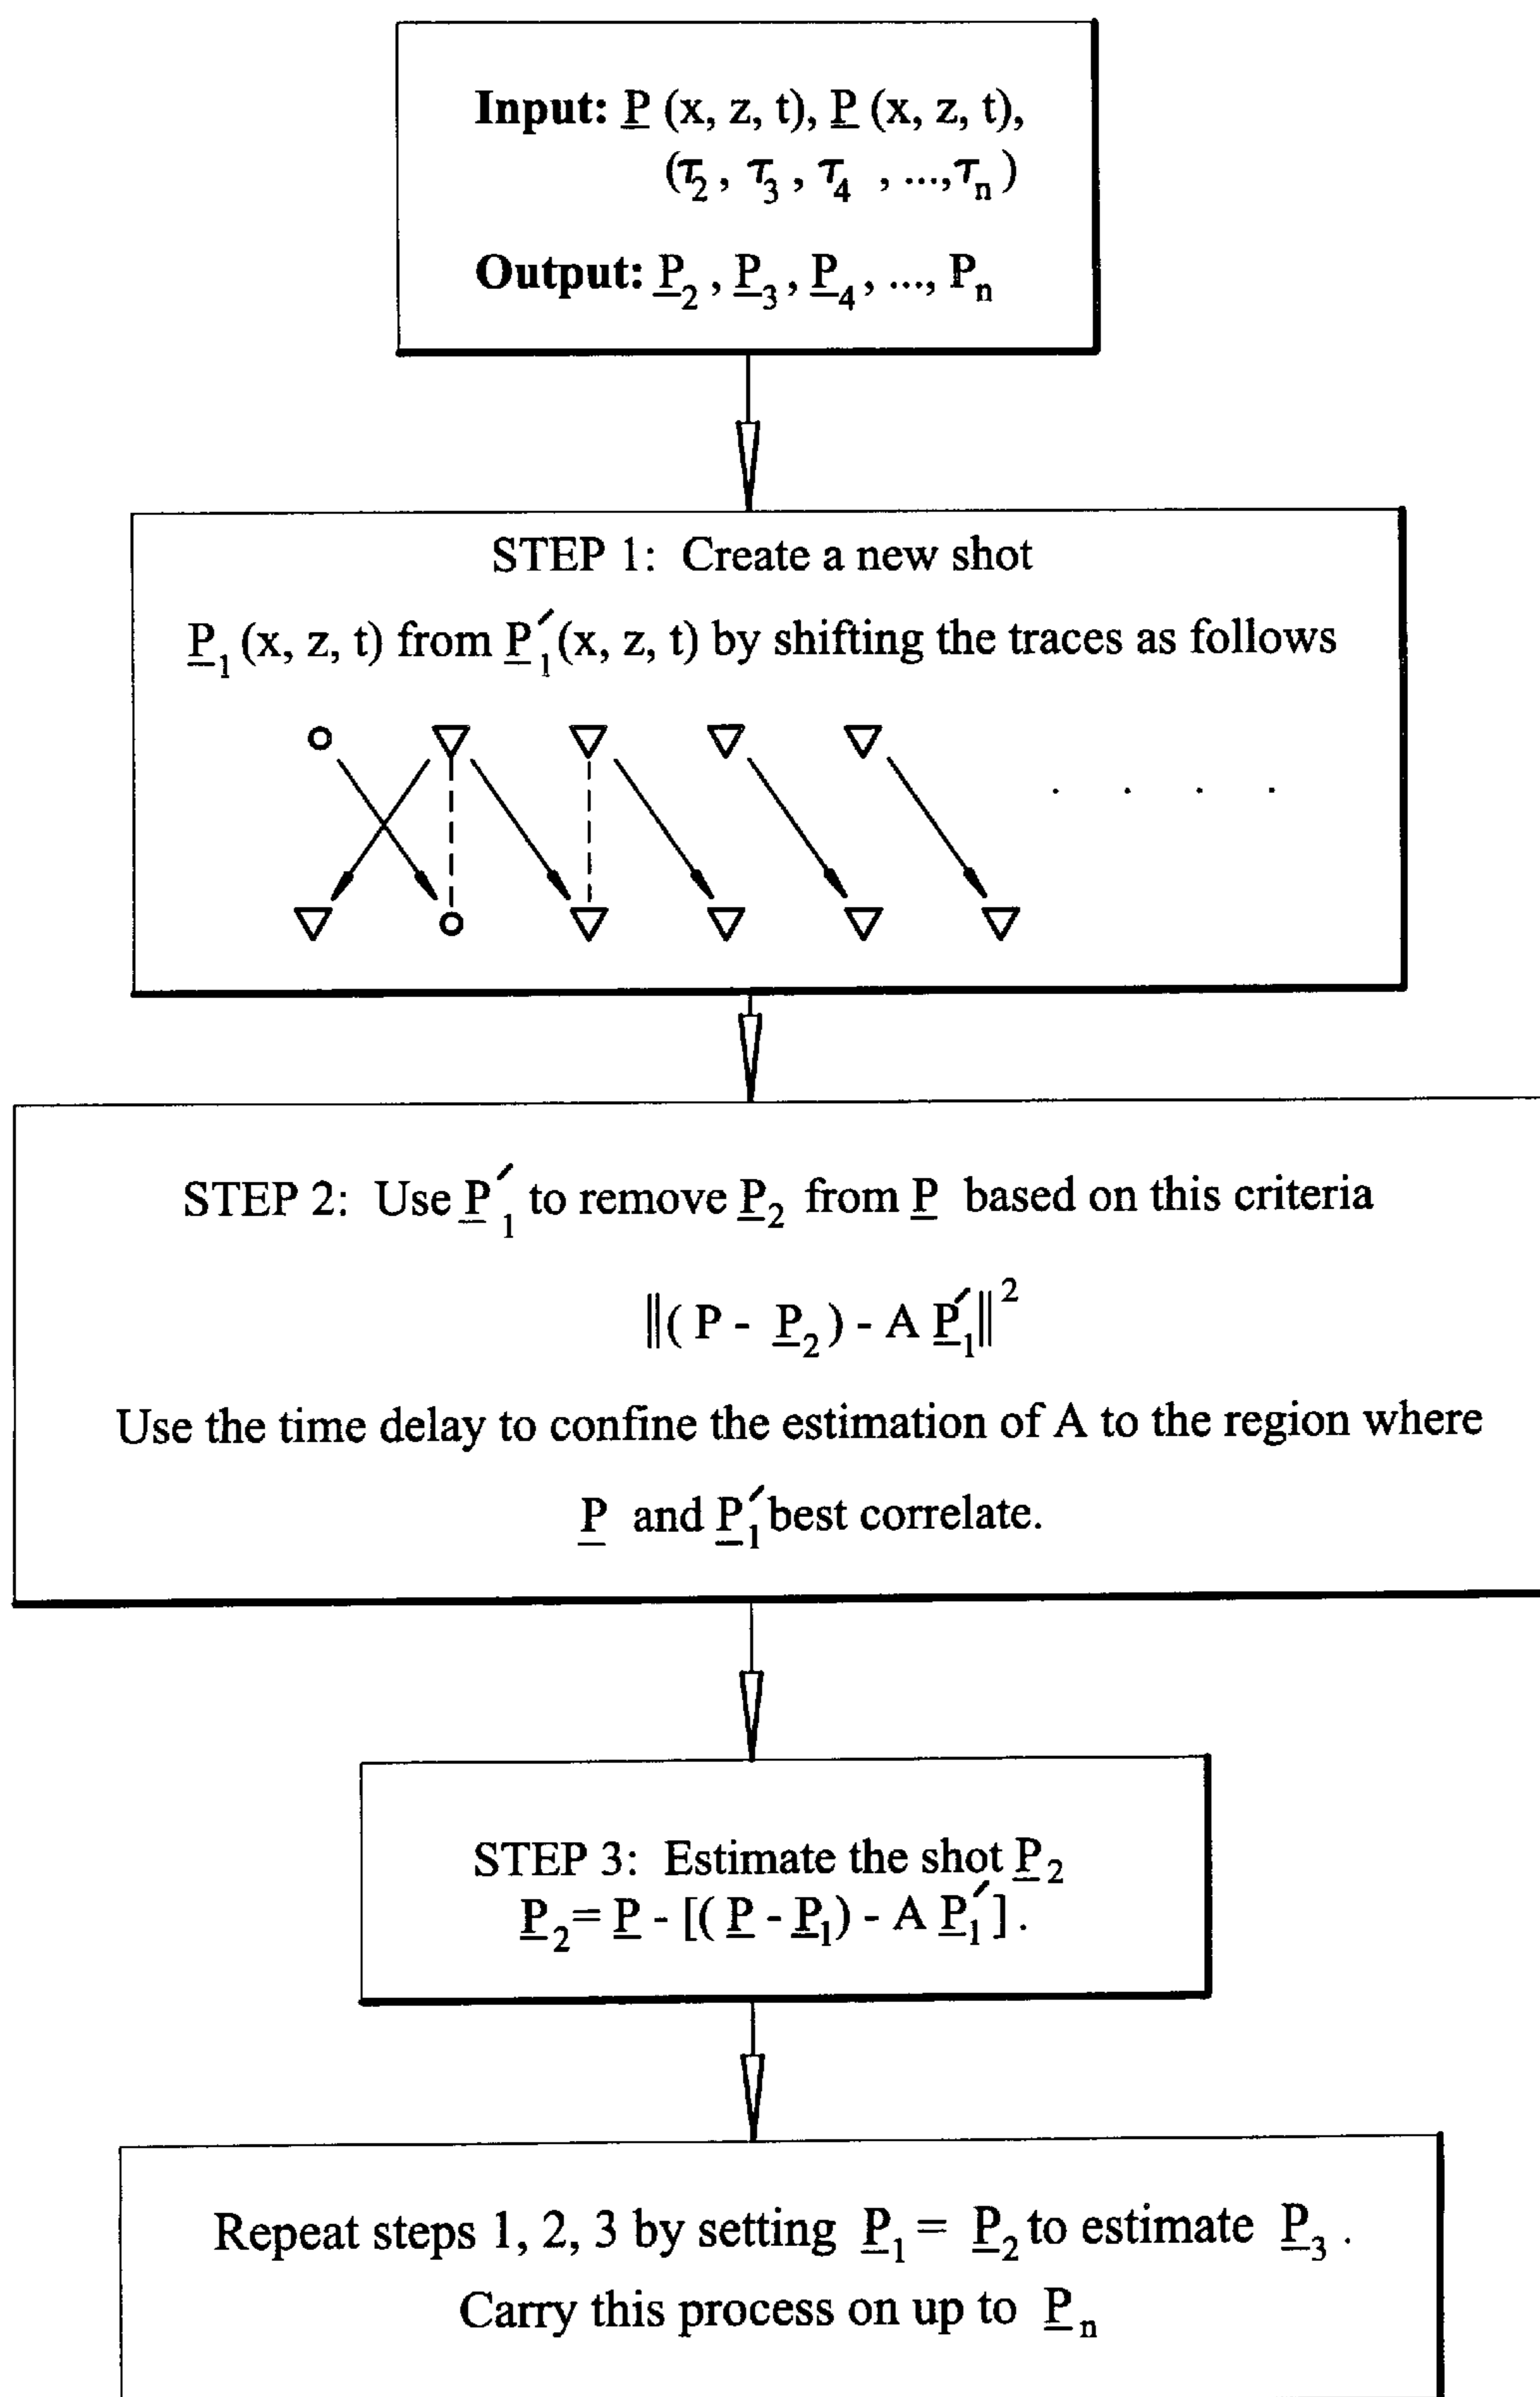 Input: P (x, z, t), P (x, z, t),
(τ2, τ3, τ4, ...,τn)
Output: P2, P3, P4, ..., Pn
STEP 1: Create a new shot
P1 (x, z, t) from P′1(x, z, t) by shifting the traces as follows
. . . .
STEP 2: Use P′1 to remove P2 from P based on this criteria
||( P - P2 ) - A P′1||²
Use the time delay to confine the estimation of A to the region where
P and P′1 best correlate.
STEP 3: Estimate the shot P2
P2= P - [( P - P1) - A P′1] .
Repeat steps 1, 2, 3 by setting P1 = P2 to estimate P3 .
Carry this process on up to Pn